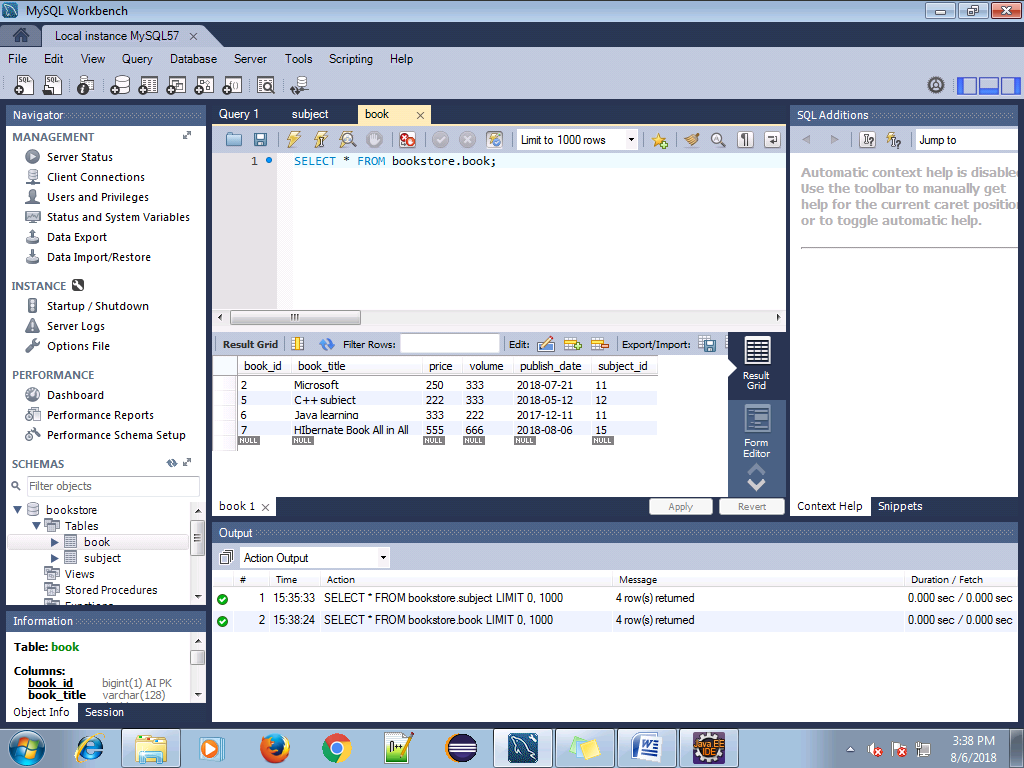 MySQL Workbench
Local instance MySQL57
File Edit View Query Database Server Tools Scripting Help
Navigator
MANAGEMENT
Server Status
Client Connections
Users and Privileges
Status and System Variables
Data Export
Data Import/Restore
INSTANCE
Startup / Shutdown
Server Logs
Options File
PERFORMANCE
Dashboard
Performance Reports
Performance Schema Setup
SCHEMAS
Filter objects
bookstore
Tables
book
subject
Views
Stored Procedures
Functions
Information
Table: book
Columns:
book_id bigint(1) AI PK
book_title varchar(128)
Object Info Session
Query 1 subject book
Limit to 1000 rows
1 SELECT * FROM bookstore.book;
Result Grid Filter Rows: Edit: Export/Import:
book_id book_title price volume publish_date subject_id
2 Microsoft 250 333 2018-07-21 11
5 C++ subject 222 333 2018-05-12 12
6 Java learning 333 222 2017-12-11 11
7 HIbernate Book All in All 555 666 2018-08-06 15
NULL NULL NULL NULL NULL NULL
Result
Grid
Form
Editor
book 1 Apply Revert
SQL Additions
Jump to
Automatic context help is disabled
Use the toolbar to manually get
help for the current caret position
or to toggle automatic help.
Context Help Snippets
Output
Action Output
# Time Action Message Duration / Fetch
1 15:35:33 SELECT * FROM bookstore.subject LIMIT 0, 1000 4 row(s) returned 0.000 sec / 0.000 sec
2 15:38:24 SELECT * FROM bookstore.book LIMIT 0, 1000 4 row(s) returned 0.000 sec / 0.000 sec
Java EE
IDE
3:38 PM
8/6/2018